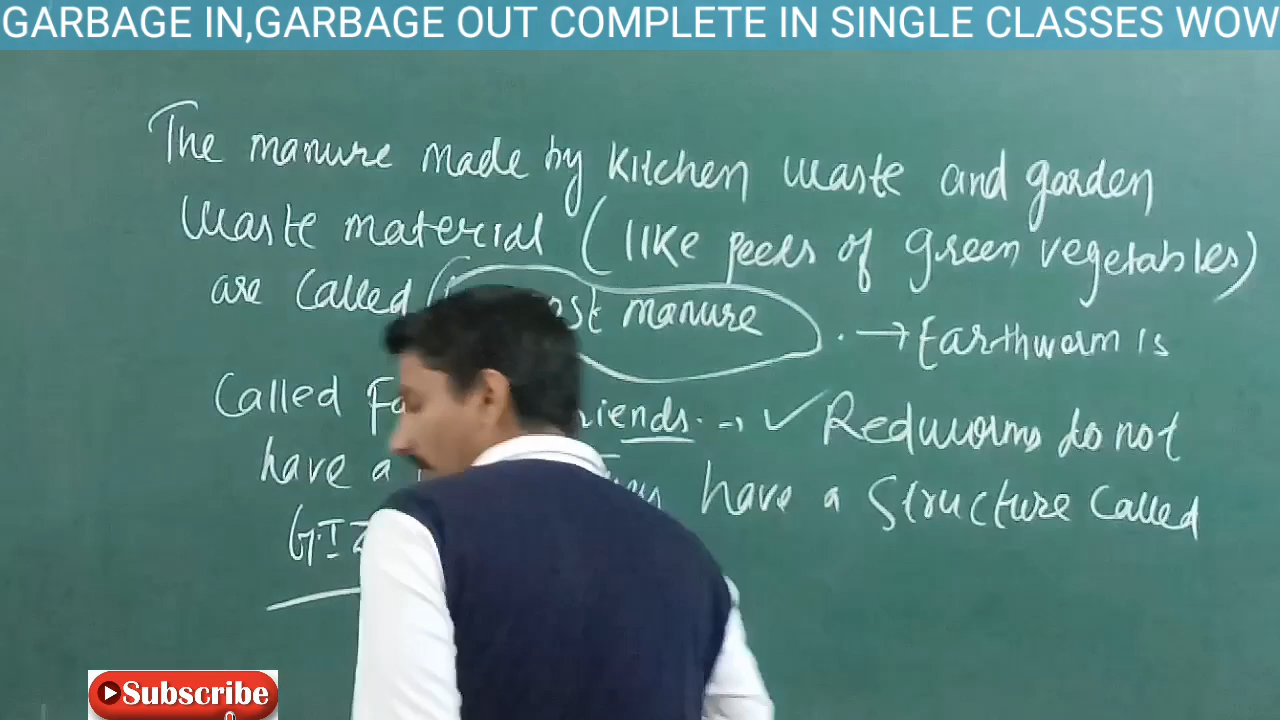 GARBAGE IN,GARBAGE OUT COMPLETE IN SINGLE CLASSES WOW
The manure made by Kitchen waste and garden
waste material (like peels of green vegetables)
are called manure . → Earthworm is
Called → ✓ Redworms do not
have a have a Structure called
Subscribe